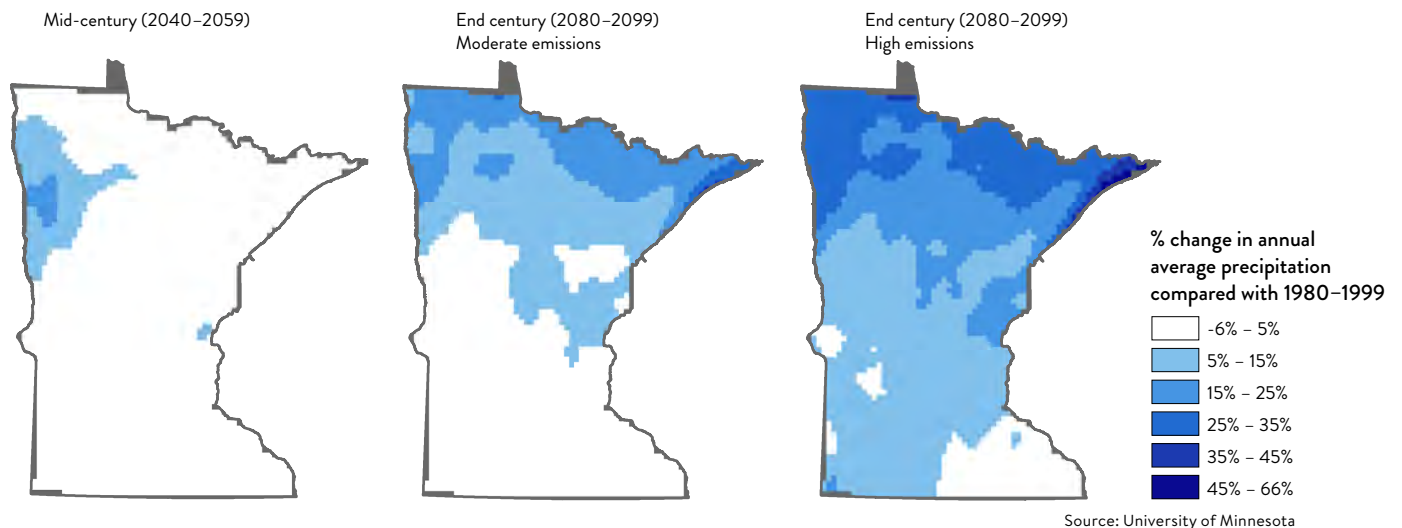 Mid-century (2040–2059)
End century (2080–2099)
Moderate emissions
End century (2080–2099)
High emissions
% change in annual
average precipitation
compared with 1980–1999
-6% – 5%
5% – 15%
15% – 25%
25% – 35%
35% – 45%
45% – 66%
Source: University of Minnesota